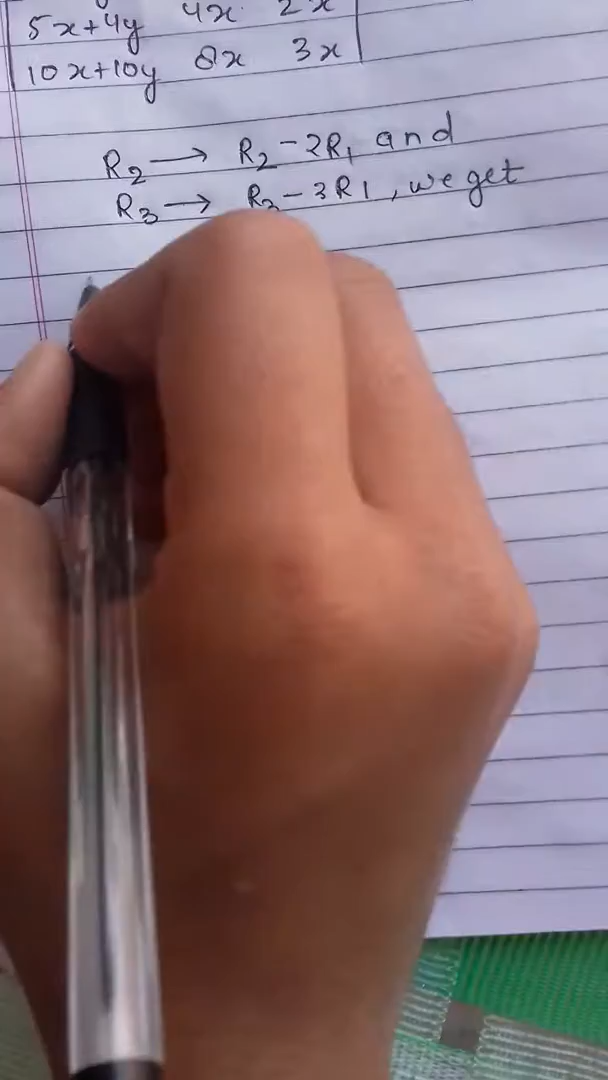 5x+4y 4x 2x
10x+10y 8x 3x
R₂ → R₂-2R₁ and
R₃ → R₃-3R1, we get